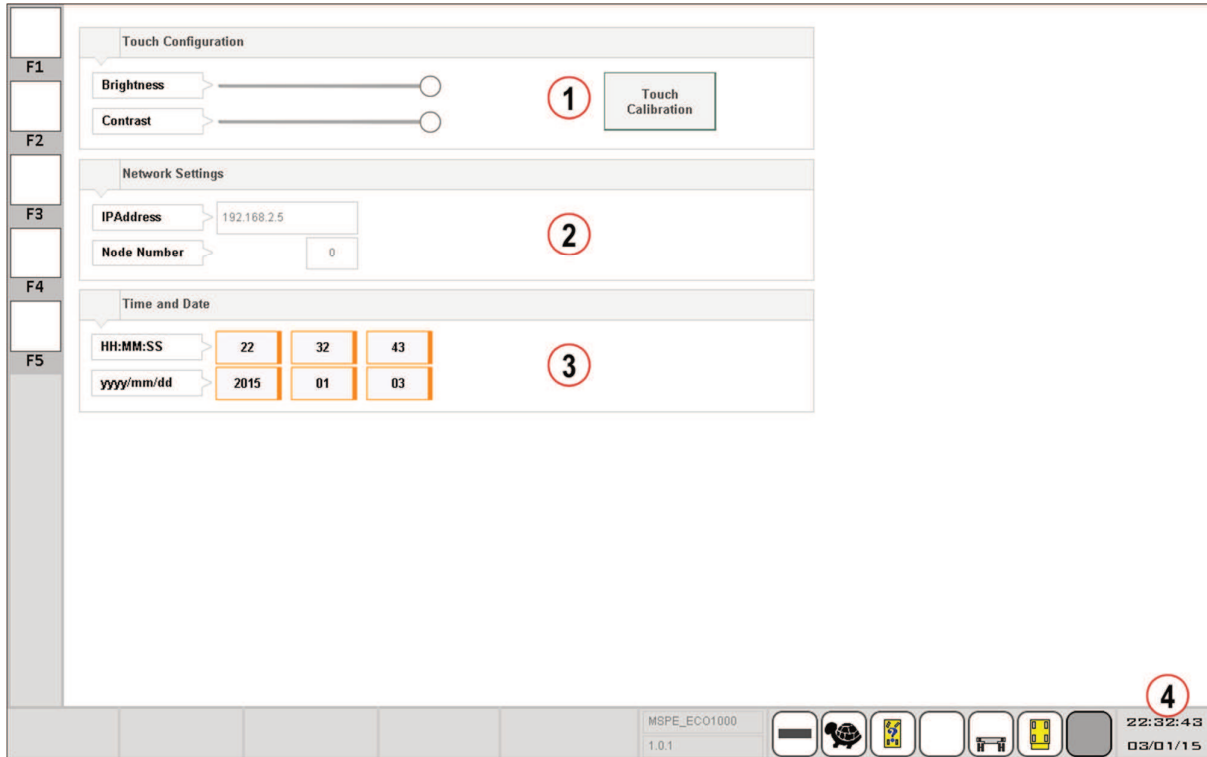 F1
F2
F3
F4
F5
Touch Configuration
Brightness
Contrast
1
Touch
Calibration
Network Settings
IPAddress 192.168.2.5
Node Number 0
2
Time and Date
HH:MM:SS 22 32 43
yyyy/mm/dd 2015 01 03
3
MSPE_ECO1000
1.0.1
?
4
22:32:43
03/01/15